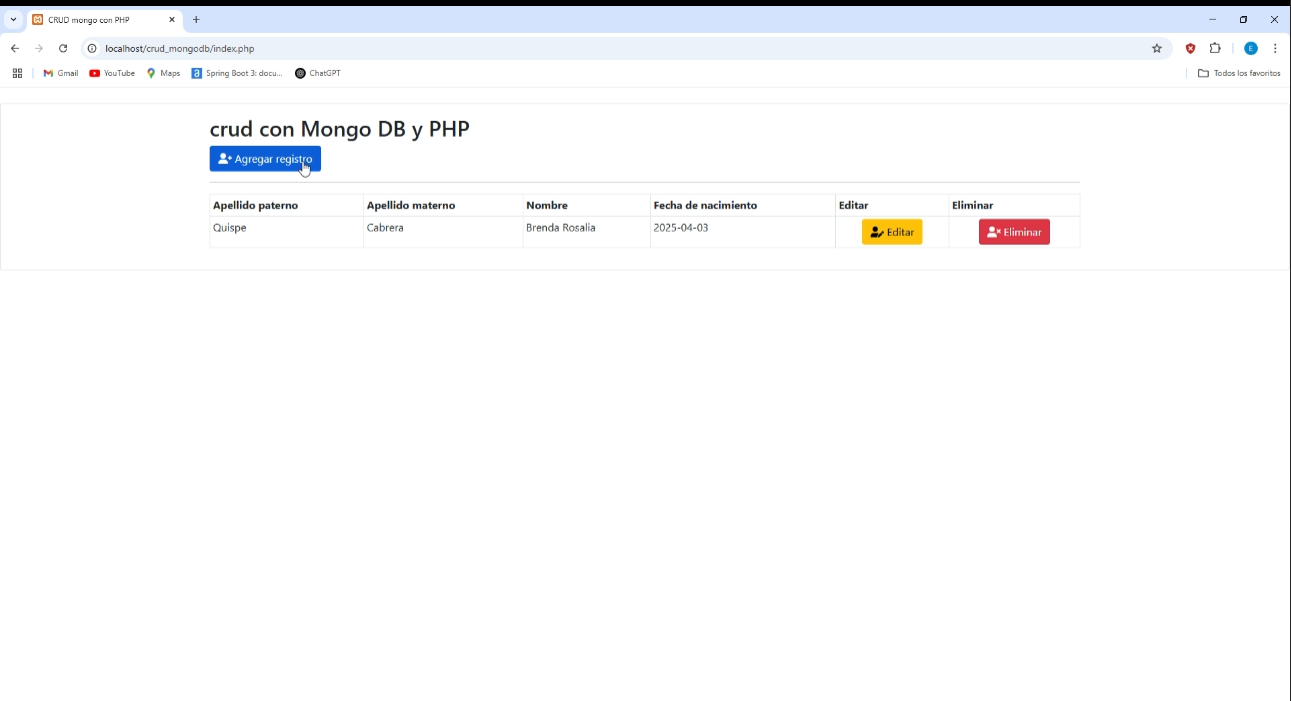 CRUD mongo con PHP
localhost/crud_mongodb/index.php
E
Gmail YouTube Maps Spring Boot 3: docu... ChatGPT Todos los favoritos
crud con Mongo DB y PHP
Agregar registro
Apellido paterno Apellido materno Nombre Fecha de nacimiento Editar Eliminar
Quispe Cabrera Brenda Rosalia 2025-04-03 Editar Eliminar